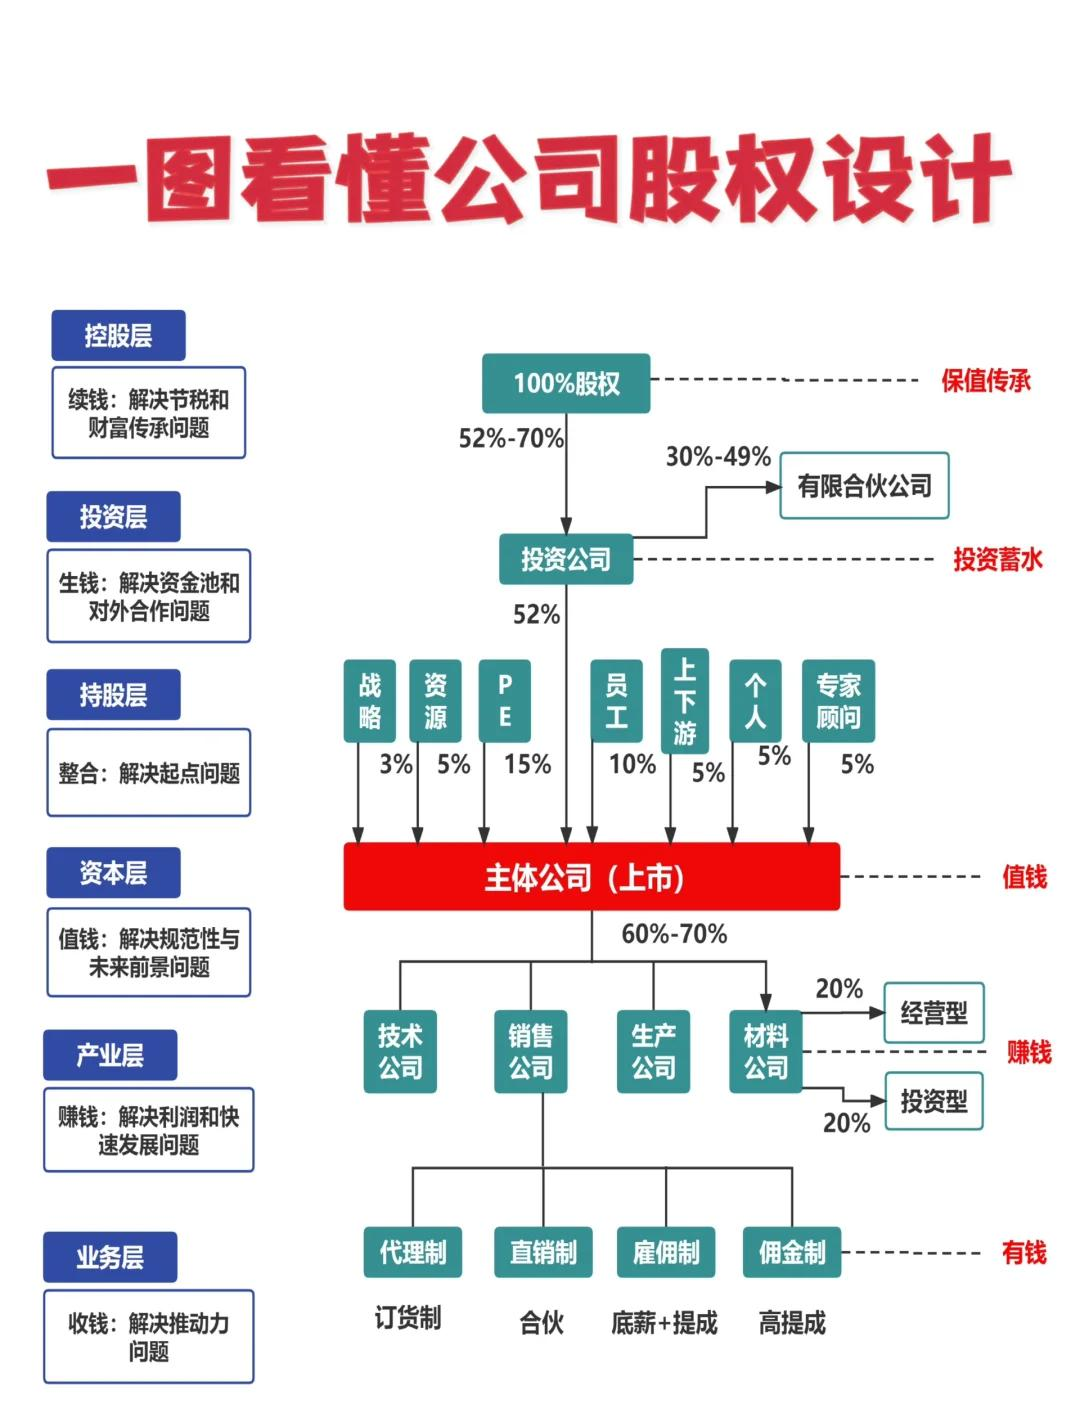 一图看懂公司股权设计
控股层
续钱：解决节税和
财富传承问题
投资层
生钱：解决资金池和
对外合作问题
持股层
整合：解决起点问题
资本层
值钱：解决规范性与
未来前景问题
产业层
赚钱：解决利润和快
速发展问题
业务层
收钱：解决推动力
问题
100%股权
保值传承
52%-70%
30%-49%
有限合伙公司
投资公司
投资蓄水
52%
战
略
资
源
P
E
员
工
上
下
游
个
人
专家
顾问
3%
5%
15%
10%
5%
5%
5%
主体公司（上市）
值钱
60%-70%
技术
公司
销售
公司
生产
公司
材料
公司
20%
经营型
赚钱
投资型
20%
代理制
直销制
雇佣制
佣金制
有钱
订货制
合伙
底薪+提成
高提成